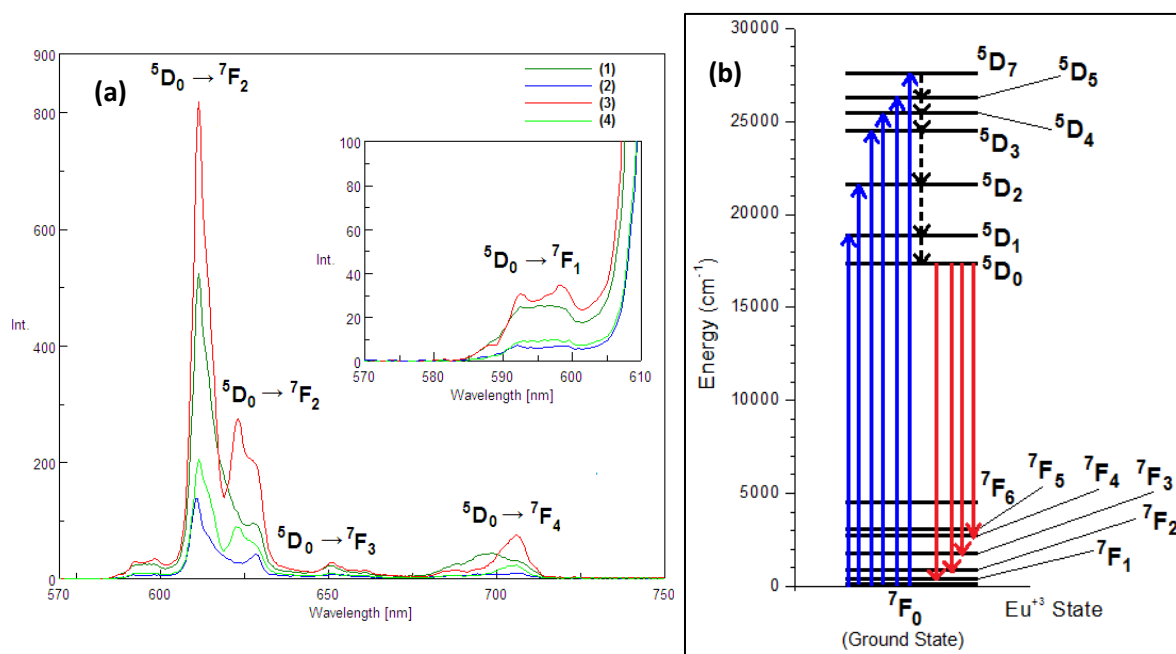 (a)
⁵D₀ → ⁷F₂
(1)
(2)
(3)
(4)
Int.
900
800
600
400
200
0
570
600
650
700
750
Wavelength [nm]
⁵D₀ → ⁷F₂
⁵D₀ → ⁷F₃
⁵D₀ → ⁷F₄
Int.
100
80
60
40
20
0
570
580
590
600
610
Wavelength [nm]
⁵D₀ → ⁷F₁
(b)
Energy (cm⁻¹)
30000
25000
20000
15000
10000
5000
0
⁵D₇
⁵D₅
⁵D₄
⁵D₃
⁵D₂
⁵D₁
⁵D₀
⁷F₆
⁷F₅
⁷F₄
⁷F₃
⁷F₂
⁷F₁
⁷F₀
(Ground State)
Eu⁺³ State